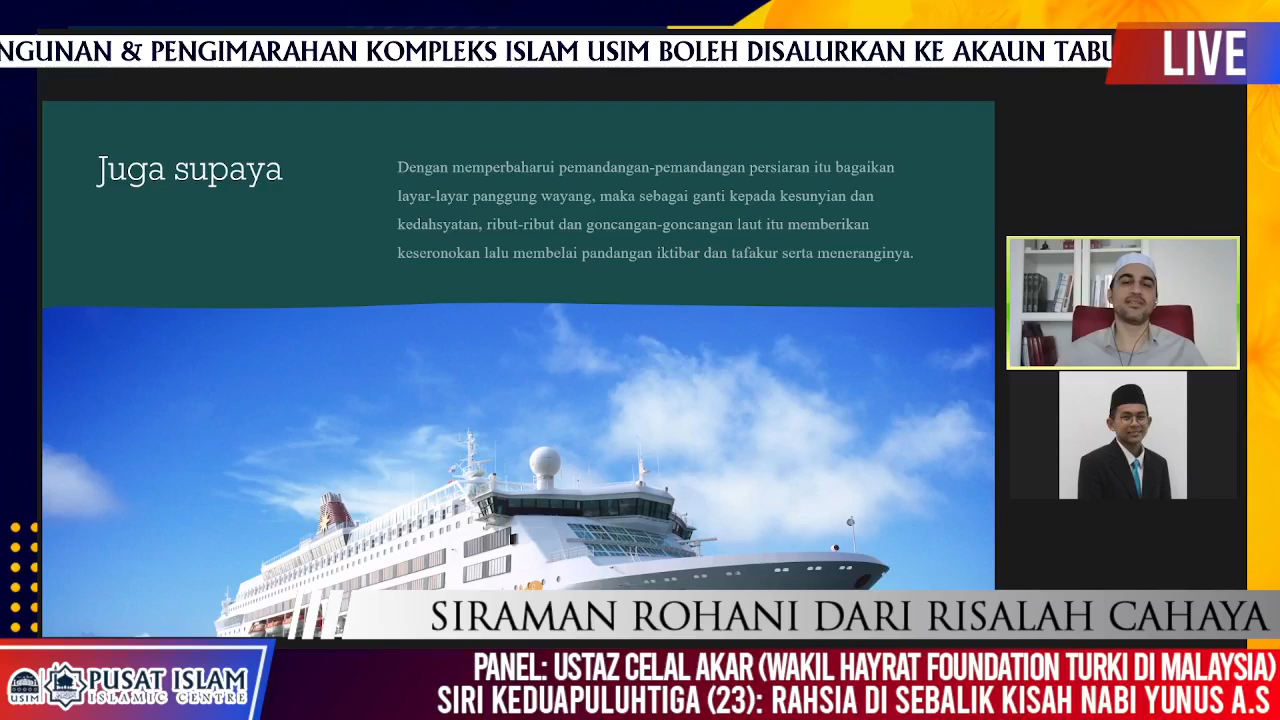 NGUNAN & PENGIMARAHAN KOMPLEKS ISLAM USIM BOLEH DISALURKAN KE AKAUN TABU
LIVE
Juga supaya
Dengan memperbaharui pemandangan-pemandangan persiaran itu bagaikan
layar-layar panggung wayang, maka sebagai ganti kepada kesunyian dan
kedahsyatan, ribut-ribut dan goncangan-goncangan laut itu memberikan
keseronokan lalu membelai pandangan iktibar dan tafakur serta meneranginya.
SIRAMAN ROHANI DARI RISALAH CAHAYA
USIM
PUSAT ISLAM
ISLAMIC CENTRE
PANEL: USTAZ CELAL AKAR (WAKIL HAYRAT FOUNDATION TURKI DI MALAYSIA)
SIRI KEDUAPULUHTIGA (23): RAHSIA DI SEBALIK KISAH NABI YUNUS A.S